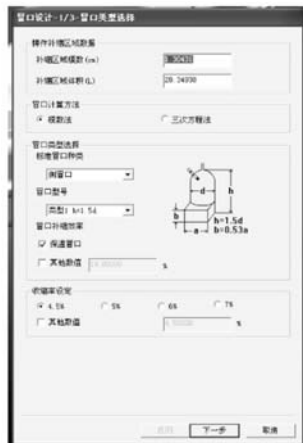 冒口设计-1/3-冒口类型选择
铸件补缩区域数据
补缩区域模数 (cm)
补缩区域体积 (L)
冒口计算方法
模数法
三次方程法
冒口类型选择
标准冒口种类
侧冒口
冒口型号
类型1 h=1.5d
冒口补缩效率
保温冒口
其他数值
%
d
h
b
a
h=1.5d
b=0.53a
收缩率设定
4.5%
5%
6%
7%
其他数值
%
下一步
取消